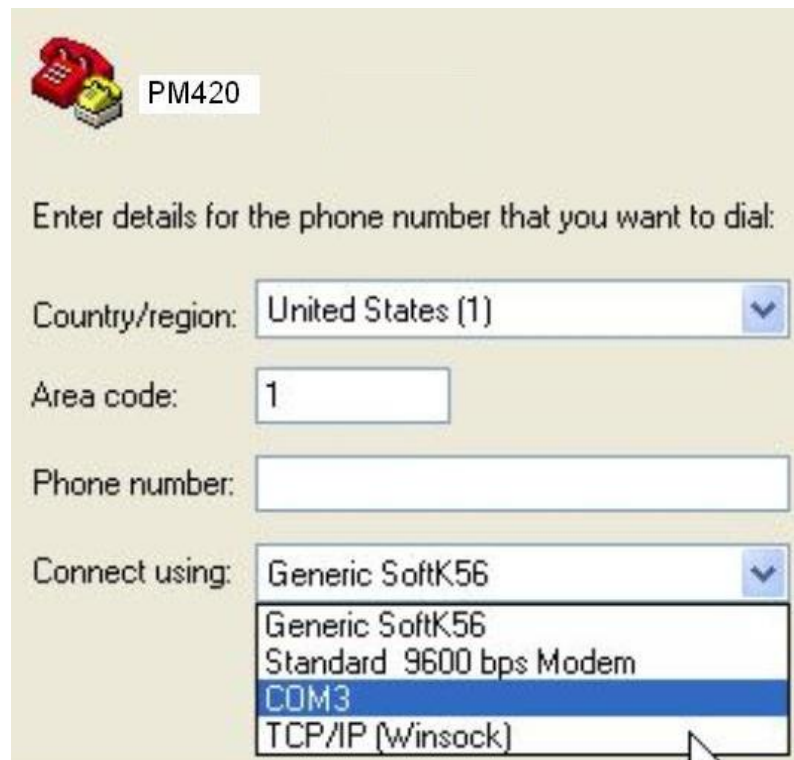 PM420
Enter details for the phone number that you want to dial:
Country/region: United States (1)
Area code: 1
Phone number:
Connect using: Generic SoftK56
Generic SoftK56
Standard 9600 bps Modem
COM3
TCP/IP (Winsock)